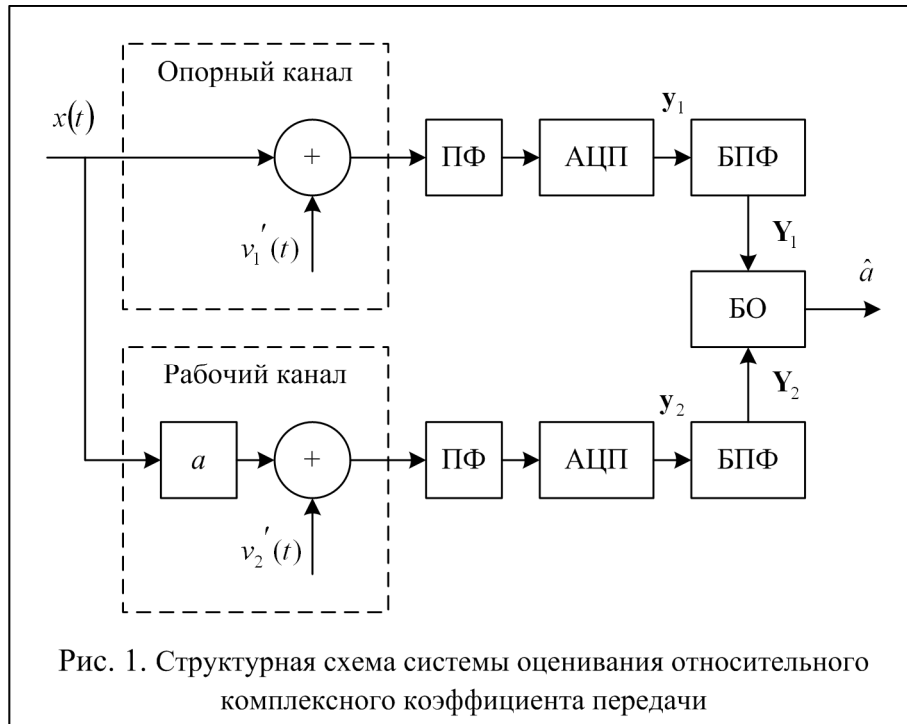 Опорный канал
x(t)
+
v₁′(t)
ПФ
АЦП
y₁
БПФ
Y₁
БО
â
Рабочий канал
a
+
v₂′(t)
ПФ
АЦП
y₂
БПФ
Y₂
Рис. 1. Структурная схема системы оценивания относительного
комплексного коэффициента передачи